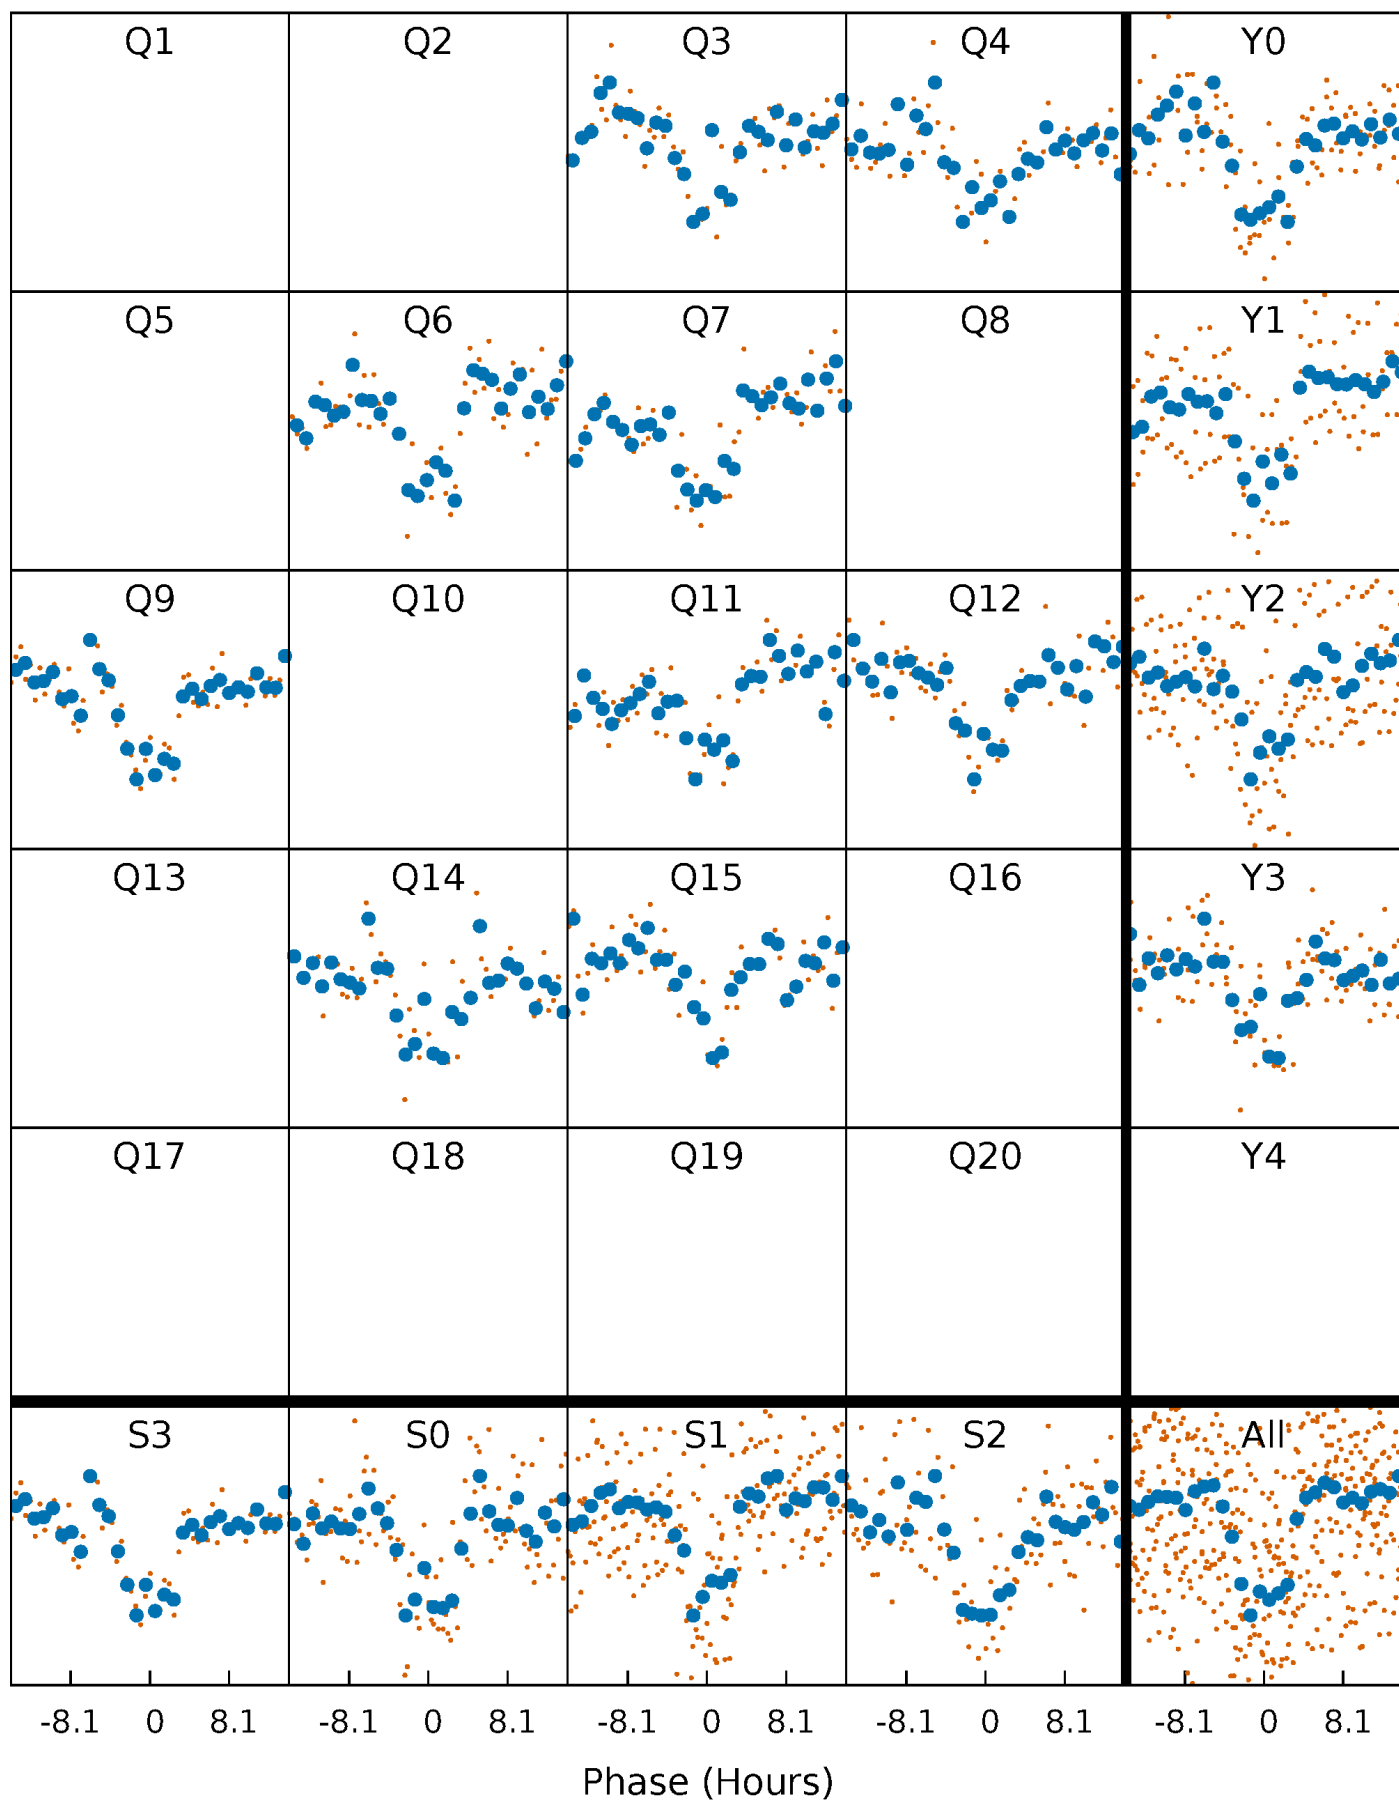 Q1 Q2 Q3 Q4 Y0
Q5 Q6 Q7 Q8 Y1
Q9 Q10 Q11 Q12 Y2
Q13 Q14 Q15 Q16 Y3
Q17 Q18 Q19 Q20 Y4
S3 S0 S1 S2 All
-8.1 0 8.1 -8.1 0 8.1 -8.1 0 8.1 -8.1 0 8.1 -8.1 0 8.1
Phase (Hours)